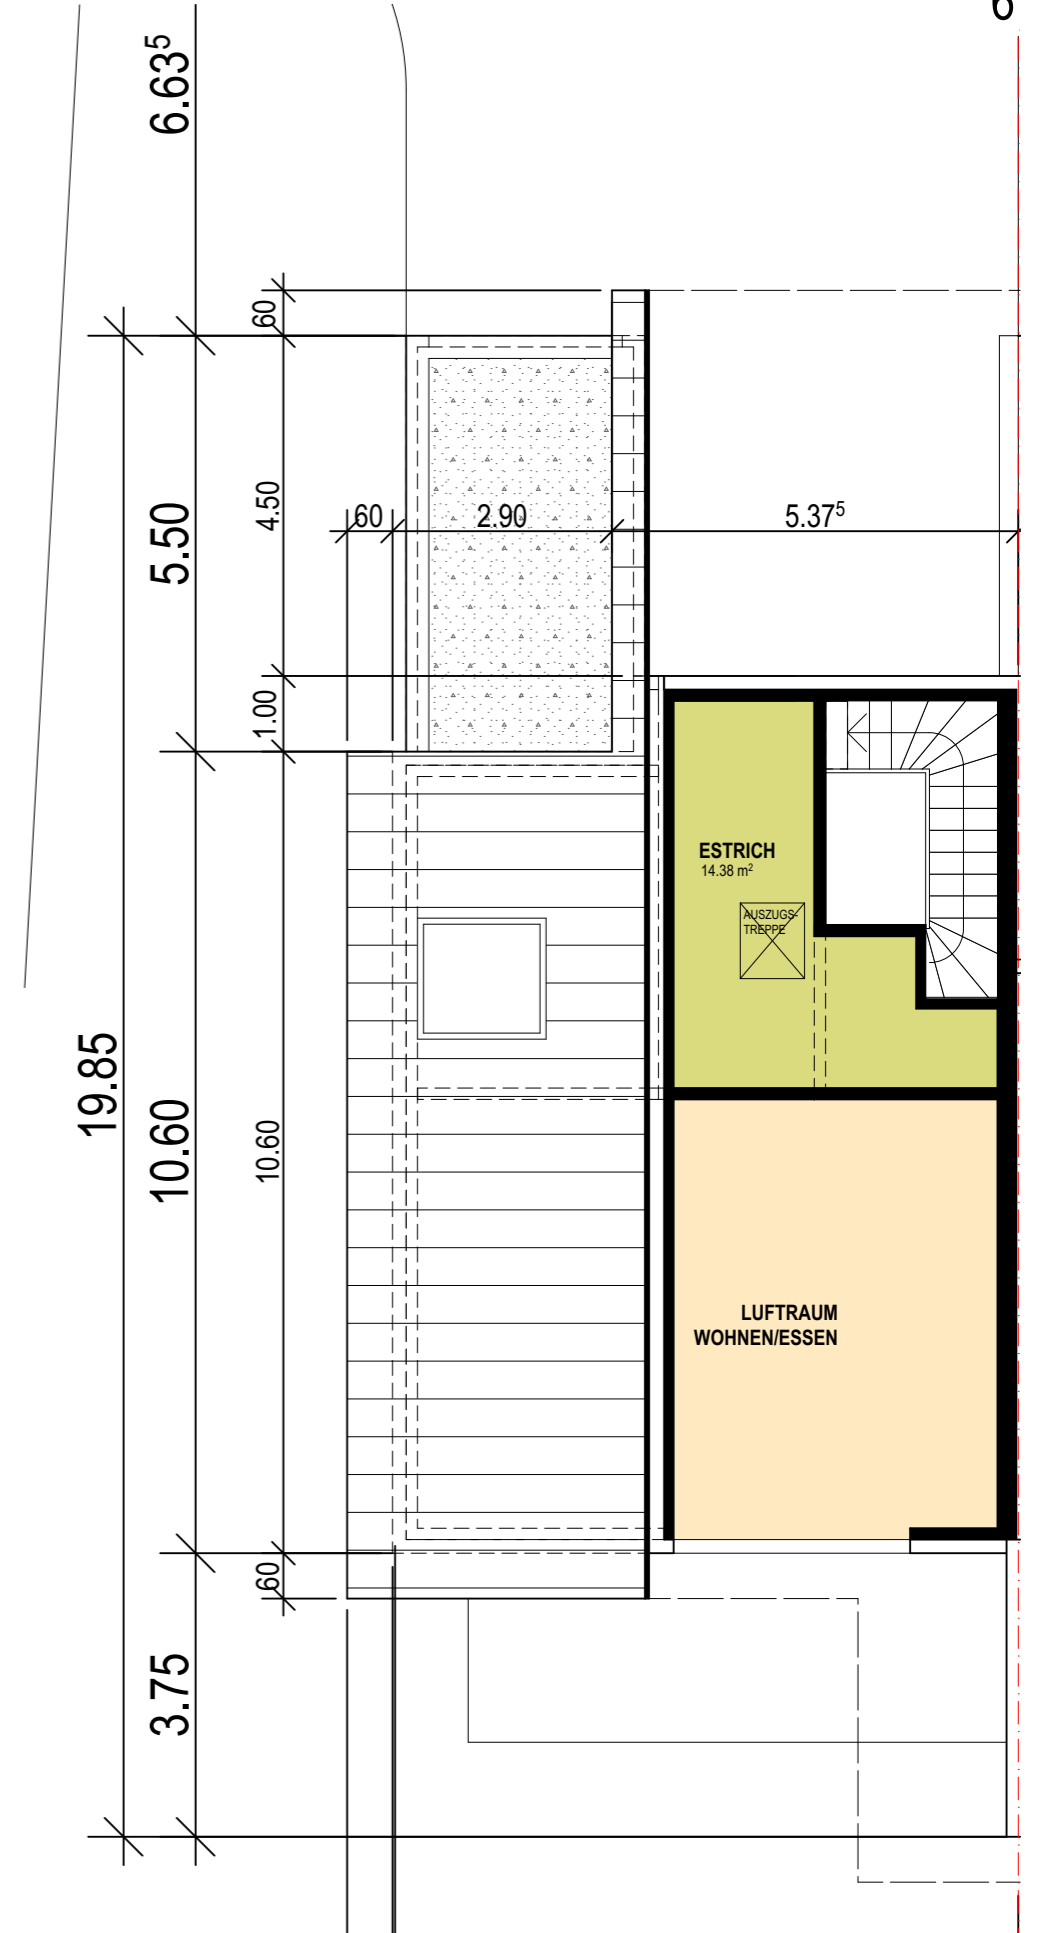 6
6.63⁵
60
5.50
4.50
60
2.90
5.37⁵
1.00
ESTRICH
14.38 m²
AUSZUGS-
TREPPE
19.85
10.60
10.60
LUFTRAUM
WOHNEN/ESSEN
60
3.75